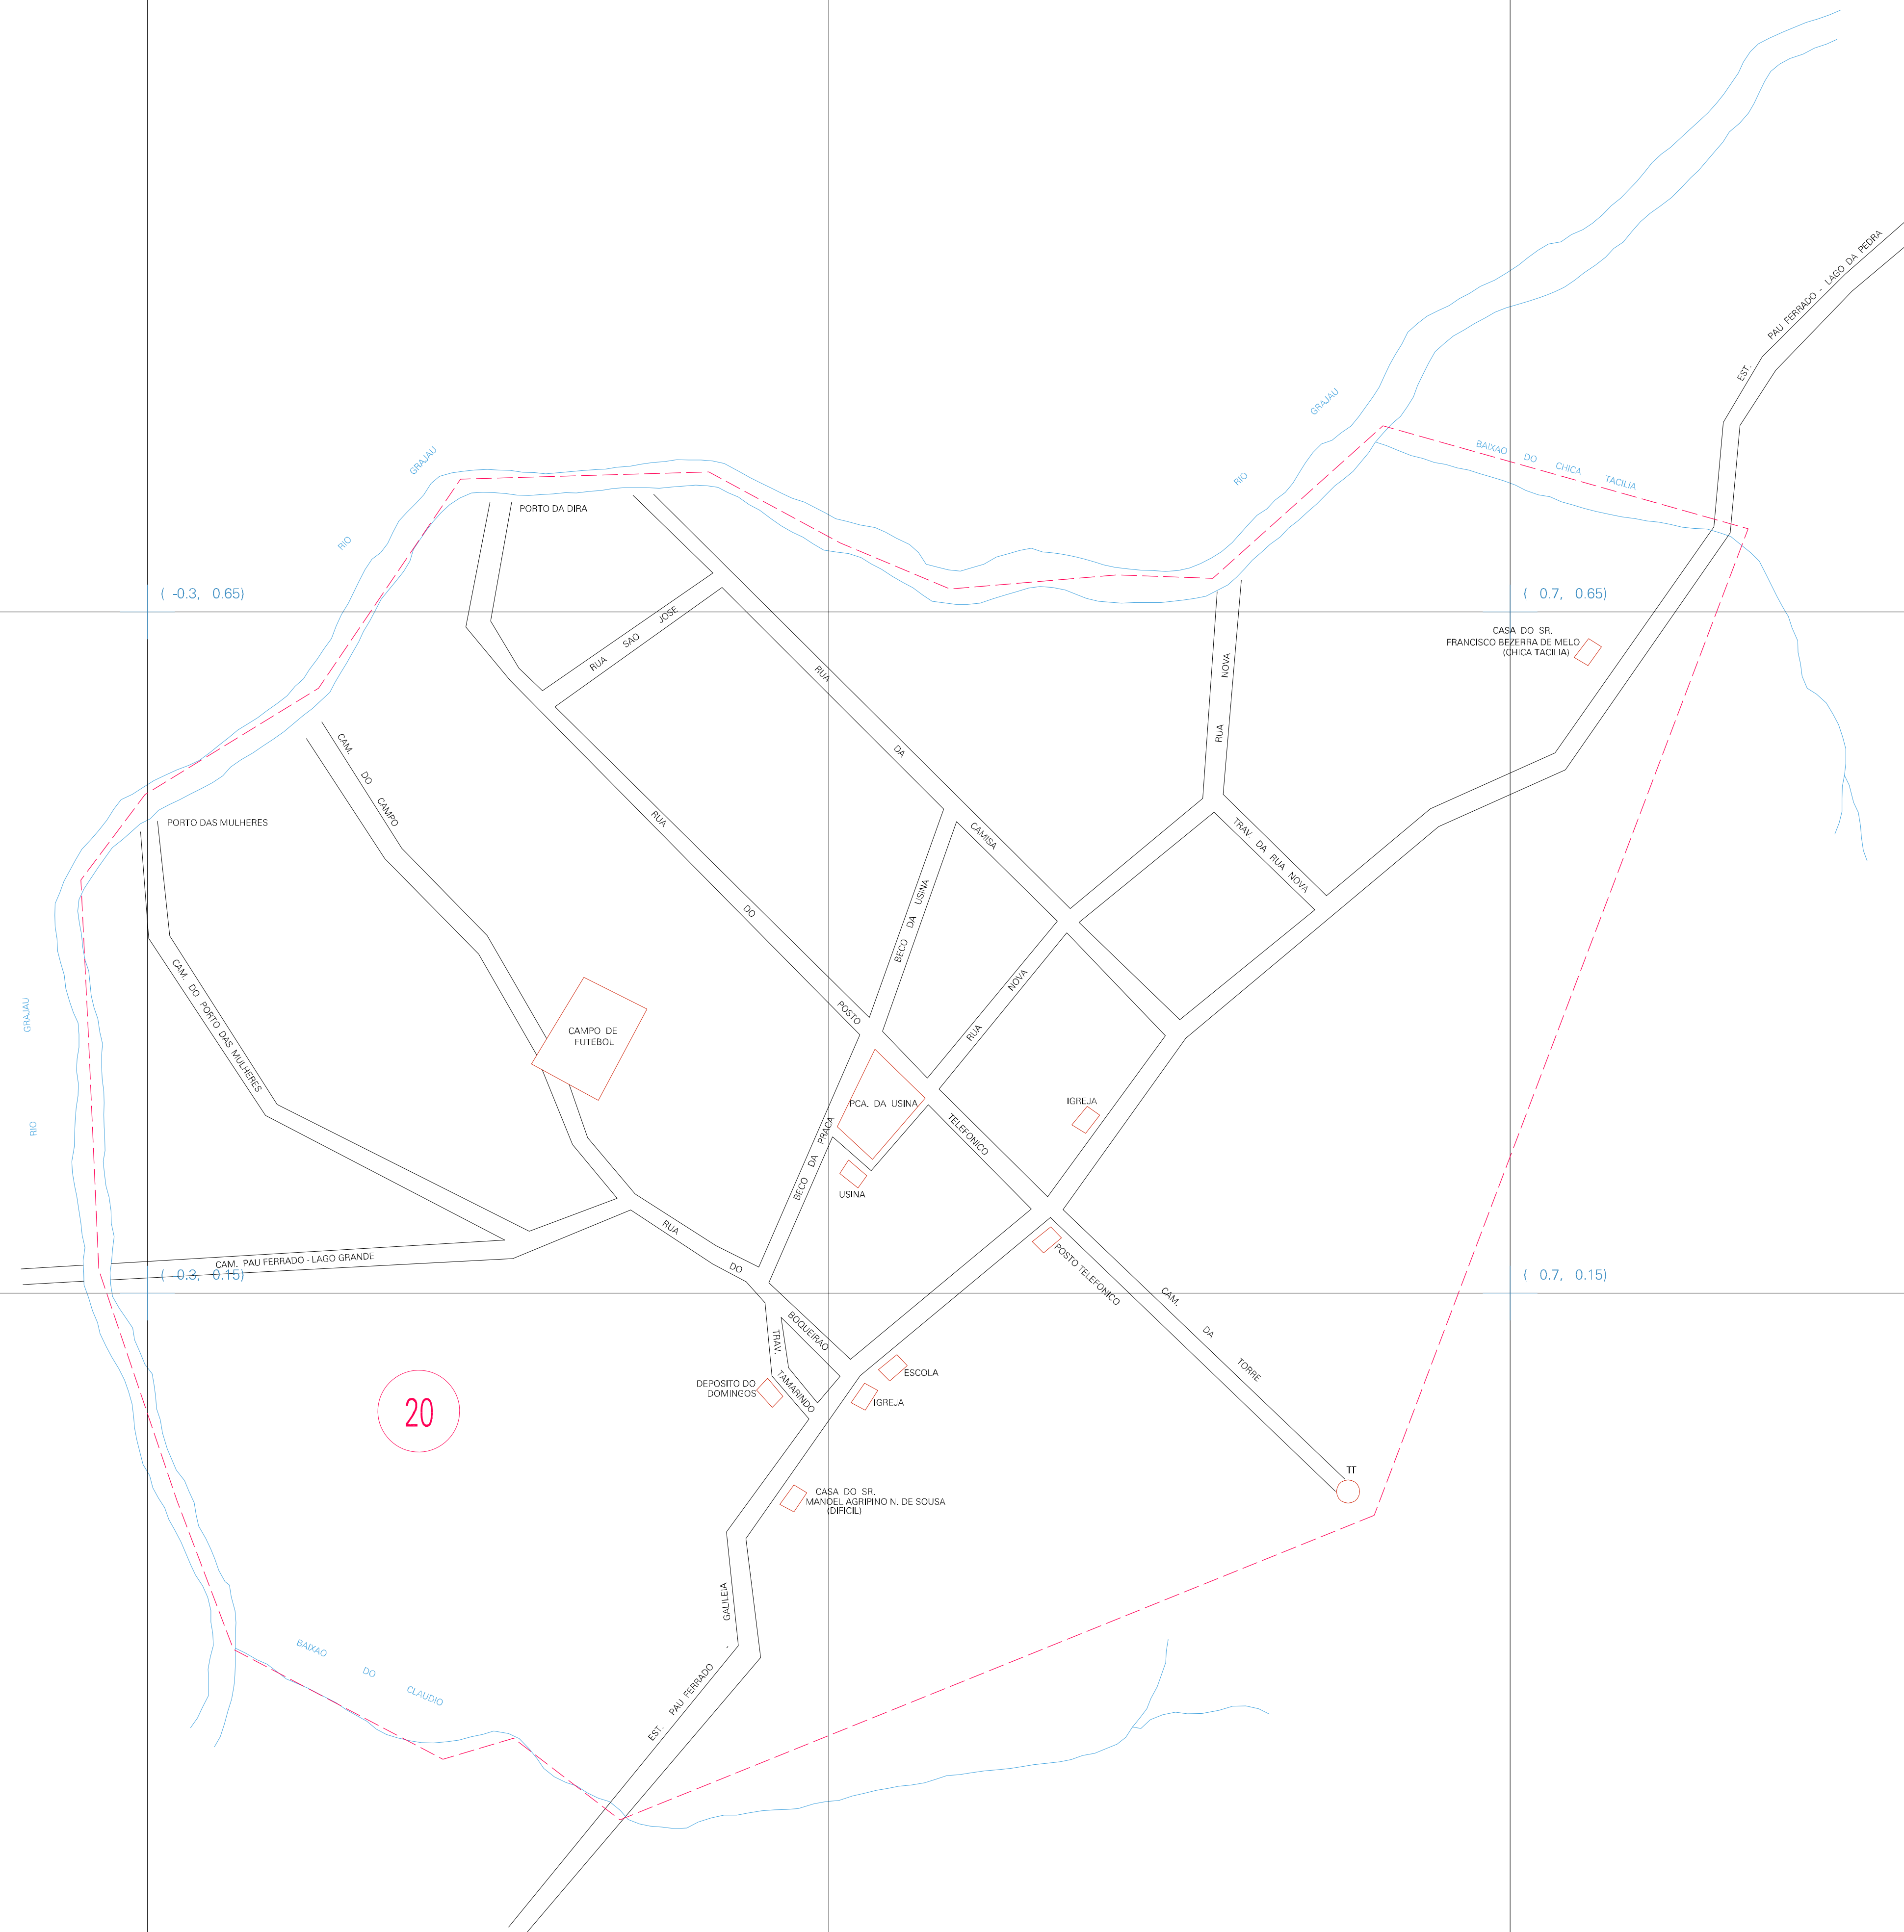 EST. PAU FERRADO - LAGO DA PEDRA
GRAJAU
RIO
BAIXAO DO CHICA TACILIA
GRAJAU
RIO
PORTO DA DIRA
( -0.3, 0.65)
( 0.7, 0.65)
CASA DO SR.
FRANCISCO BEZERRA DE MELO
(CHICA TACILIA)
RUA SAO JOSE
RUA DA CAMISA
RUA NOVA
CAM. DO CAMPO
PORTO DAS MULHERES
RUA DO POSTO TELEFONICO
TRAV. DA RUA NOVA
BECO DA USINA
RUA NOVA
CAM. DO PORTO DAS MULHERES
GRAJAU
RIO
CAMPO DE
FUTEBOL
PCA. DA USINA
IGREJA
BECO DA PRACA
USINA
RUA DO BOQUEIRAO
CAM. PAU FERRADO - LAGO GRANDE
( -0.3, 0.15)
( 0.7, 0.15)
POSTO TELEFONICO
CAM. DA TORRE
TRAV. TAMARINDO
DEPOSITO DO
DOMINGOS
ESCOLA
IGREJA
20
TT
CASA DO SR.
MANOEL AGRIPINO N. DE SOUSA
(DIFICIL)
EST. PAU FERRADO - GALILEIA
BAIXAO DO CLAUDIO